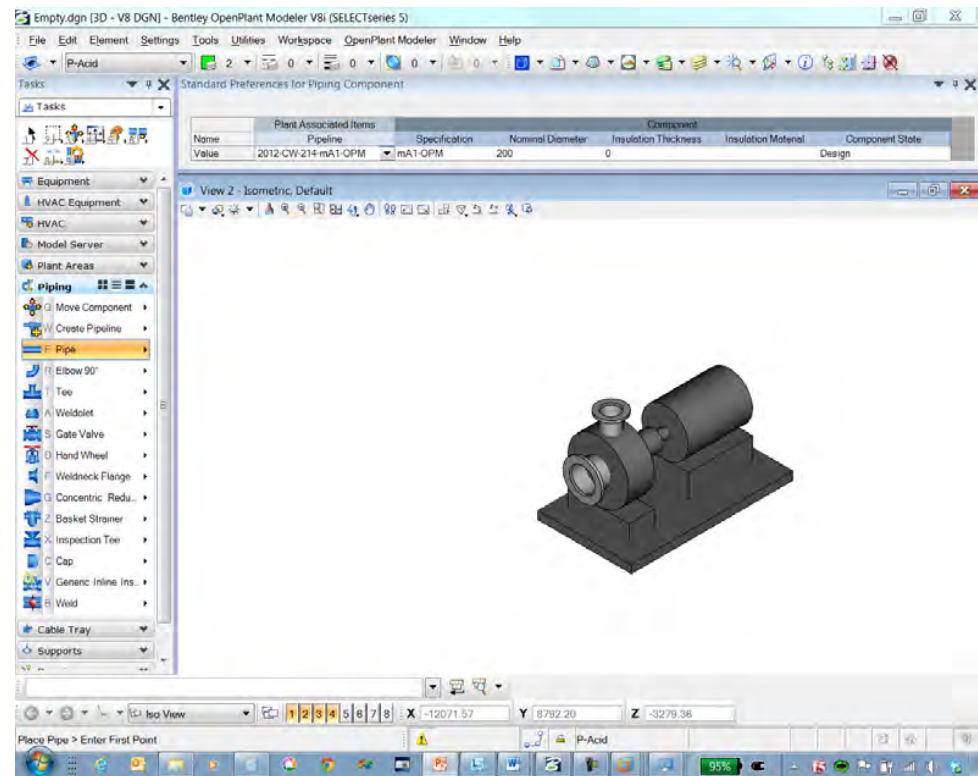 Empty.dgn [3D - V8 DGN] - Bentley OpenPlant Modeler V8i (SELECTseries 5)
File Edit Element Settings Tools Utilities Workspace OpenPlant Modeler Window Help
P-Acid 2 0 0 0 0
Tasks Standard Preferences for Piping Component
Tasks
Plant Associated Items Component
Name Pipeline Specification Nominal Diameter Insulation Thickness Insulation Material Component State
Value 2012-CW-214-mA1-OPM mA1-OPM 200 0 Design
Equipment
View 2 - Isometric, Default
HVAC Equipment
HVAC
Model Server
Plant Areas
Piping
Q Move Component
W Create Pipeline
E Pipe
R Elbow 90°
T Tee
A Weldolet
S Gate Valve
D Hand Wheel
F Weldneck Flange
G Concentric Redu..
Z Basket Strainer
X Inspection Tee
C Cap
V Generic Inline Ins..
B Weld
Cable Tray
Supports
Iso View 1 2 3 4 5 6 7 8 X -12071.57 Y 8792.20 Z -3279.36
Place Pipe > Enter First Point P-Acid
95%